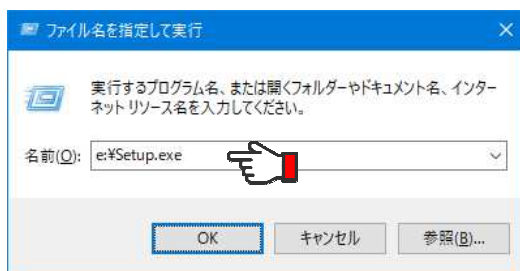 ファイル名を指定して実行
実行するプログラム名、または開くフォルダーやドキュメント名、インター
ネット リソース名を入力してください。
名前(O): e:¥Setup.exe
OK キャンセル 参照(B)...